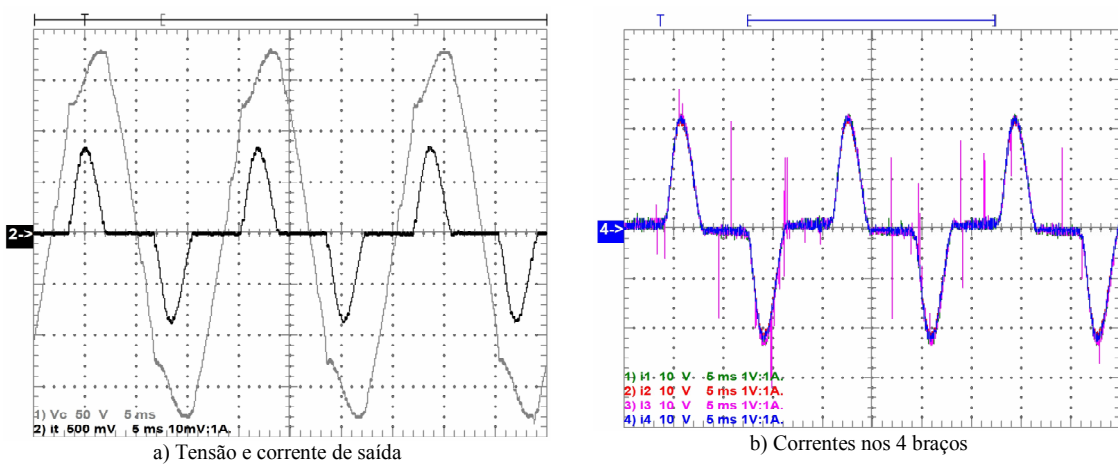 T
2->
1) Vc 50 V 5 ms
2) it 500 mV 5 ms 10mV:1A.
a) Tensão e corrente de saída
T
4->
1) i1 10 V 5 ms 1V:1A.
2) i2 10 V 5 ms 1V:1A.
3) i3 10 V 5 ms 1V:1A.
4) i4 10 V 5 ms 1V:1A.
b) Correntes nos 4 braços